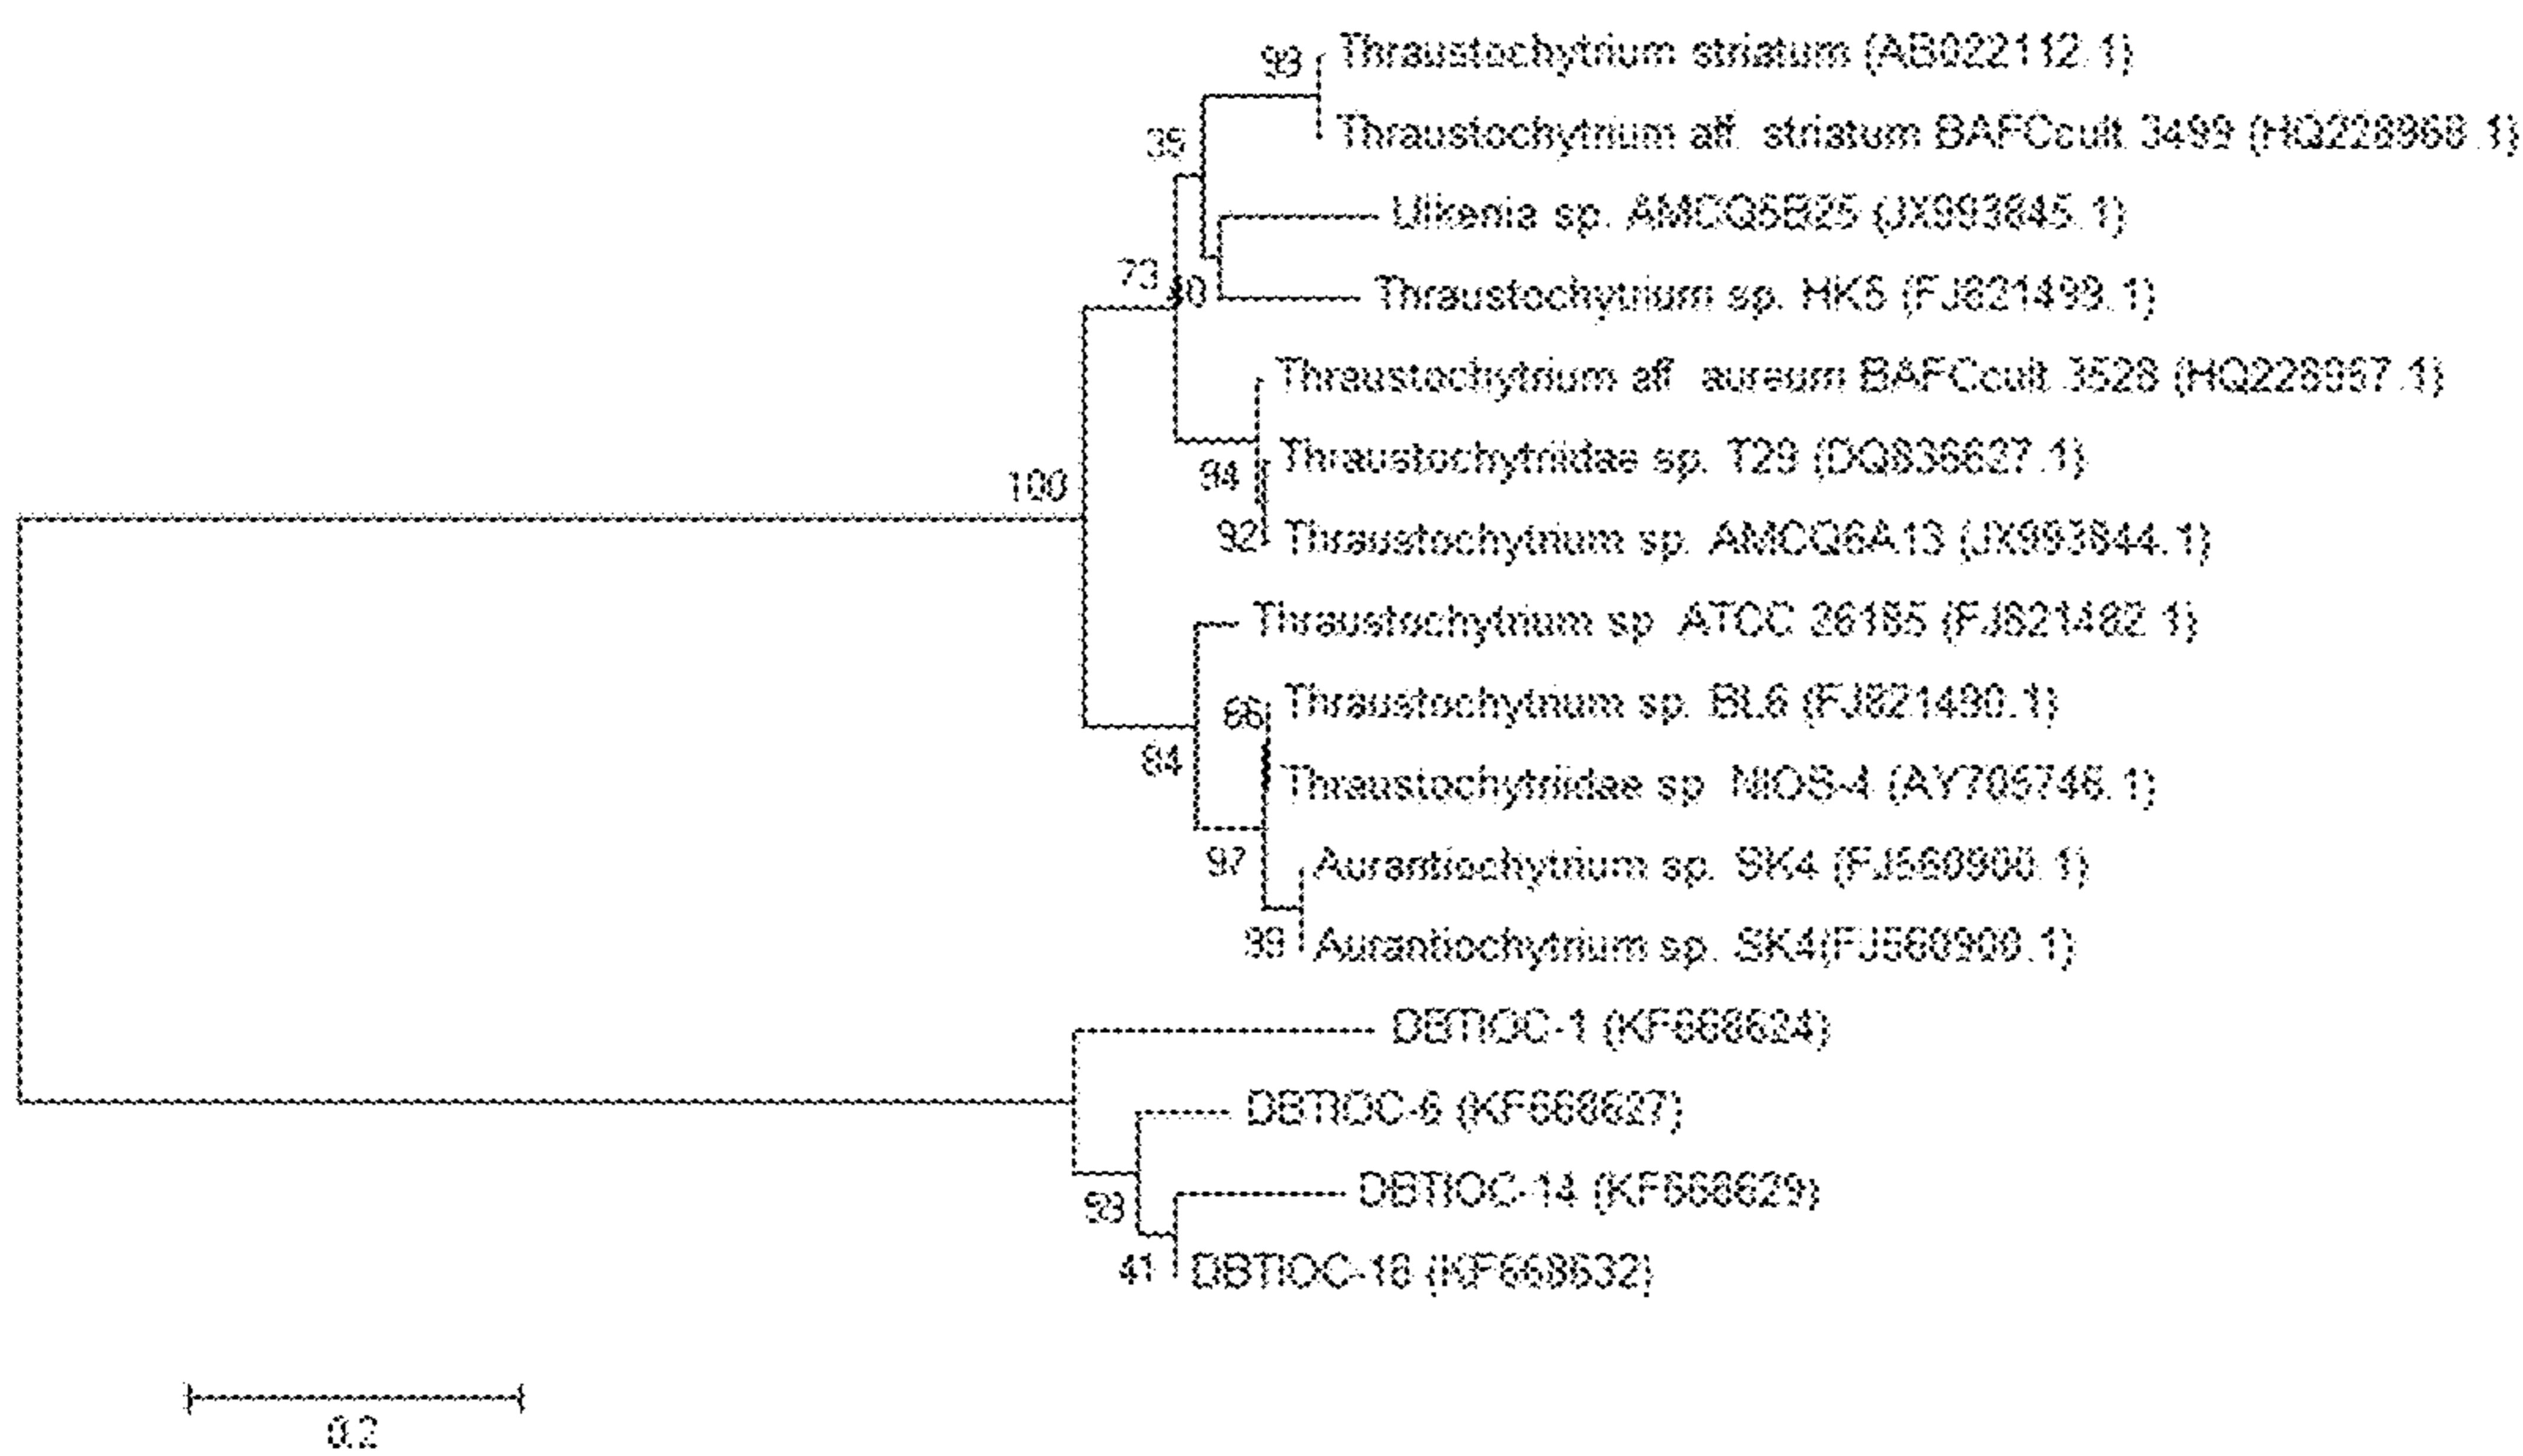 99 Thraustochytrium striatum (AB022112.1)
Thraustochytrium aff. striatum BAFCcult 3499 (HQ228968.1)
35
Ulkenia sp. AMCQ5B25 (JX993845.1)
73
40
Thraustochytrium sp. HK5 (FJ821499.1)
Thraustochytrium aff. aureum BAFCcult 3528 (HQ228967.1)
Thraustochytriidae sp. T29 (DQ836627.1)
94
100
92 Thraustochytrium sp. AMCQ6A13 (JX993844.1)
Thraustochytrium sp. ATCC 26185 (FJ821482.1)
66 Thraustochytrium sp. BL6 (FJ821490.1)
84
Thraustochytriidae sp. NIOS-4 (AY705746.1)
97
Aurantiochytrium sp. SK4 (FJ560900.1)
99 Aurantiochytrium sp. SK4(FJ560900.1)
DBTIOC-1 (KF668624)
DBTIOC-6 (KF668627)
DBTIOC-14 (KF668629)
93
41 DBTIOC-18 (KF668632)
0.2